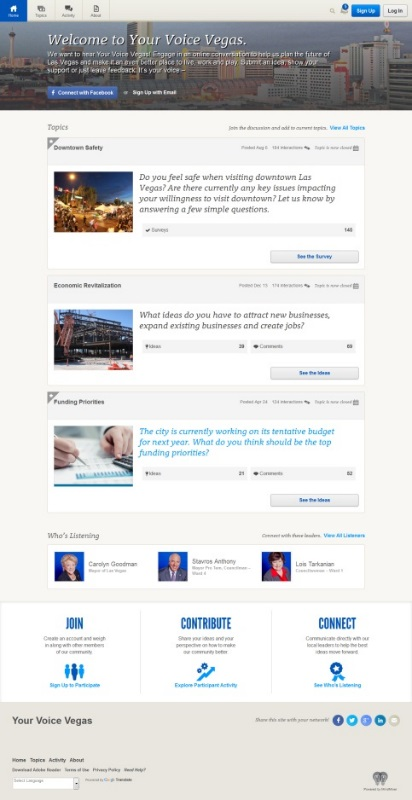 Home Topics Activity About
Sign Up Log In
Welcome to Your Voice Vegas.
We want to hear Your Voice Vegas! Engage in an online conversation to help us plan the future of
Las Vegas and make it an even better place to live, work and play. Submit an idea, show your
support or just leave feedback. It's your voice –
Connect with Facebook or Sign Up with Email
Topics
Join the discussion and add to current topics. View All Topics
Downtown Safety
Posted Aug 8 Interactions Topic is now closed
Do you feel safe when visiting downtown Las
Vegas? Are there currently any key issues impacting
your willingness to visit downtown? Let us know by
answering a few simple questions.
Surveys 140
See the Survey
Economic Revitalization
Posted Dec 13 174 Interactions Topic is now closed
What ideas do you have to attract new businesses,
expand existing businesses and create jobs?
Ideas 39 Comments
See the Ideas
Funding Priorities
Posted Apr 24 124 Interactions Topic is now closed
The city is currently working on its tentative budget
for next year. What do you think should be the top
funding priorities?
Ideas 21 Comments 52
See the Ideas
Who's Listening
Connect with these leaders. View All Listeners
Carolyn Goodman
Mayor of Las Vegas
Stavros Anthony
Mayor Pro Tem, Councilman -
Ward 4
Lois Tarkanian
Councilwoman - Ward 1
JOIN
Create an account and weigh
in along with other members
of our community.
Sign Up to Participate
CONTRIBUTE
Share your ideas and your
perspective on how to make
our community better.
Explore Participant Activity
CONNECT
Communicate directly with our
local leaders to help the best
ideas move forward.
See Who's Listening
Your Voice Vegas
Share this site with your network!
Home Topics Activity About
Download Adobe Reader Terms of Use Privacy Policy Need Help?
Select Language
Powered by Google Translate
Powered by MindMixer